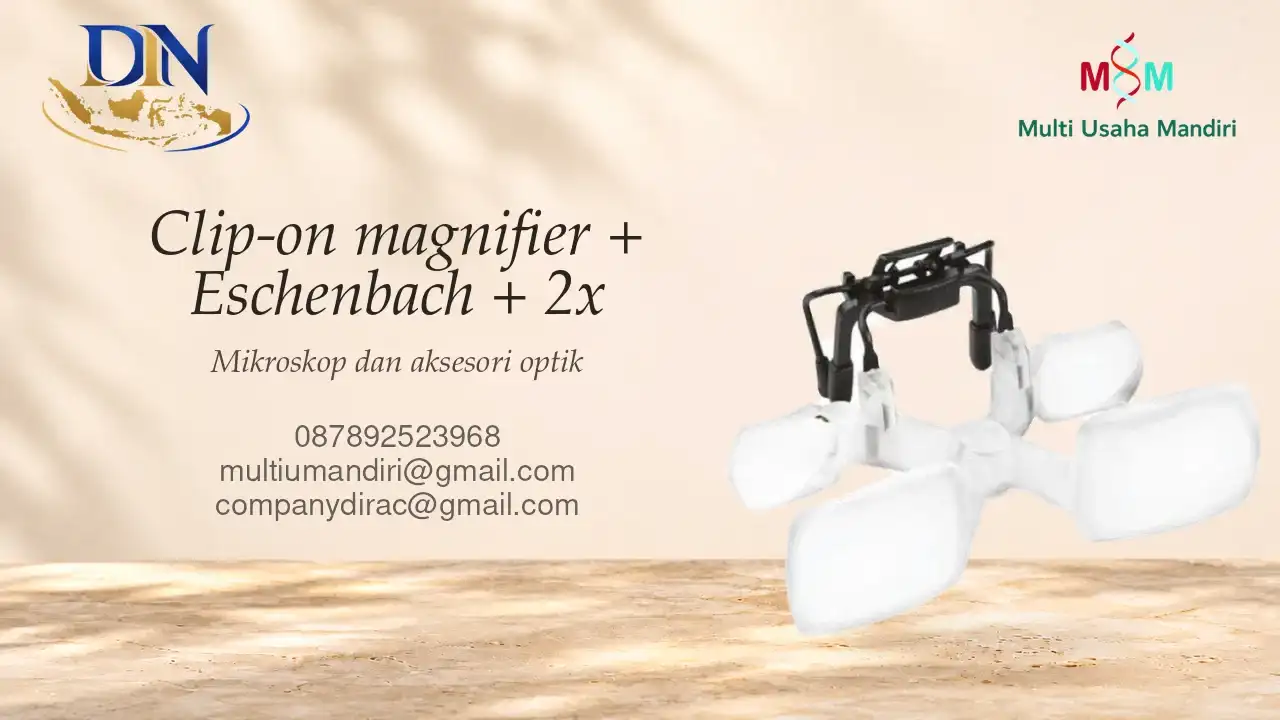 DN
M M
Multi Usaha Mandiri
Clip-on magnifier +
Eschenbach + 2x
Mikroskop dan aksesori optik
087892523968
multiumandiri@gmail.com
companydirac@gmail.com